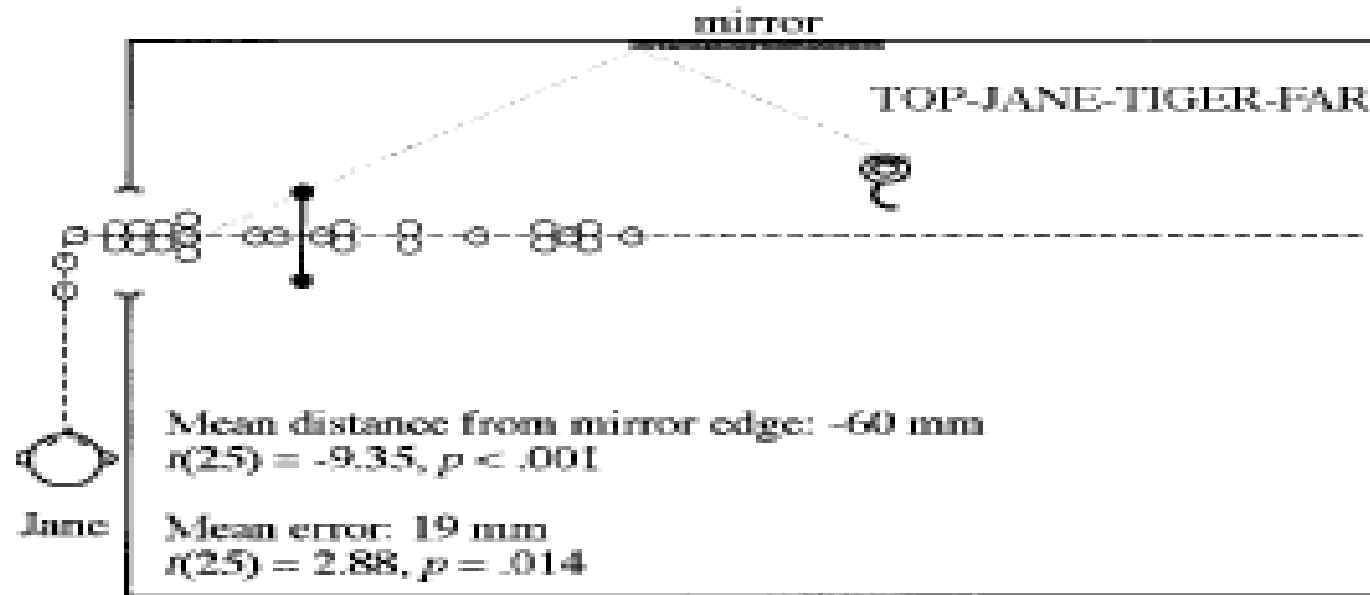 mirror
TOP-JANE-TIGER-FAR
Mean distance from mirror edge: -60 mm
t(25) = -9.35, p < .001
Jane
Mean error: 19 mm
t(25) = 2.88, p = .014